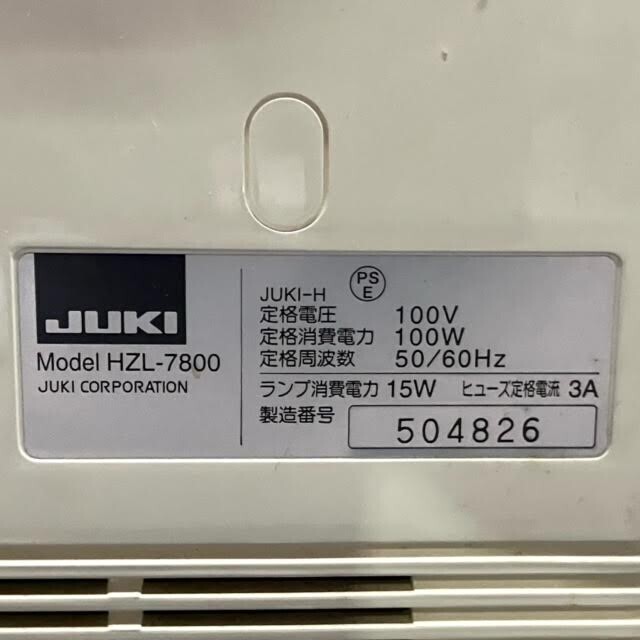 JUKI
Model HZL-7800
JUKI CORPORATION
JUKI-H PS E
定格電圧 100V
定格消費電力 100W
定格周波数 50/60Hz
ランプ消費電力 15W ヒューズ定格電流 3A
製造番号 504826